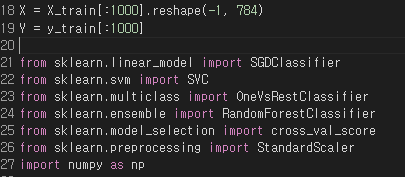 18 X = X_train[:1000].reshape(-1, 784)
19 Y = y_train[:1000]
20
21 from sklearn.linear_model import SGDClassifier
22 from sklearn.svm import SVC
23 from sklearn.multiclass import OneVsRestClassifier
24 from sklearn.ensemble import RandomForestClassifier
25 from sklearn.model_selection import cross_val_score
26 from sklearn.preprocessing import StandardScaler
27 import numpy as np